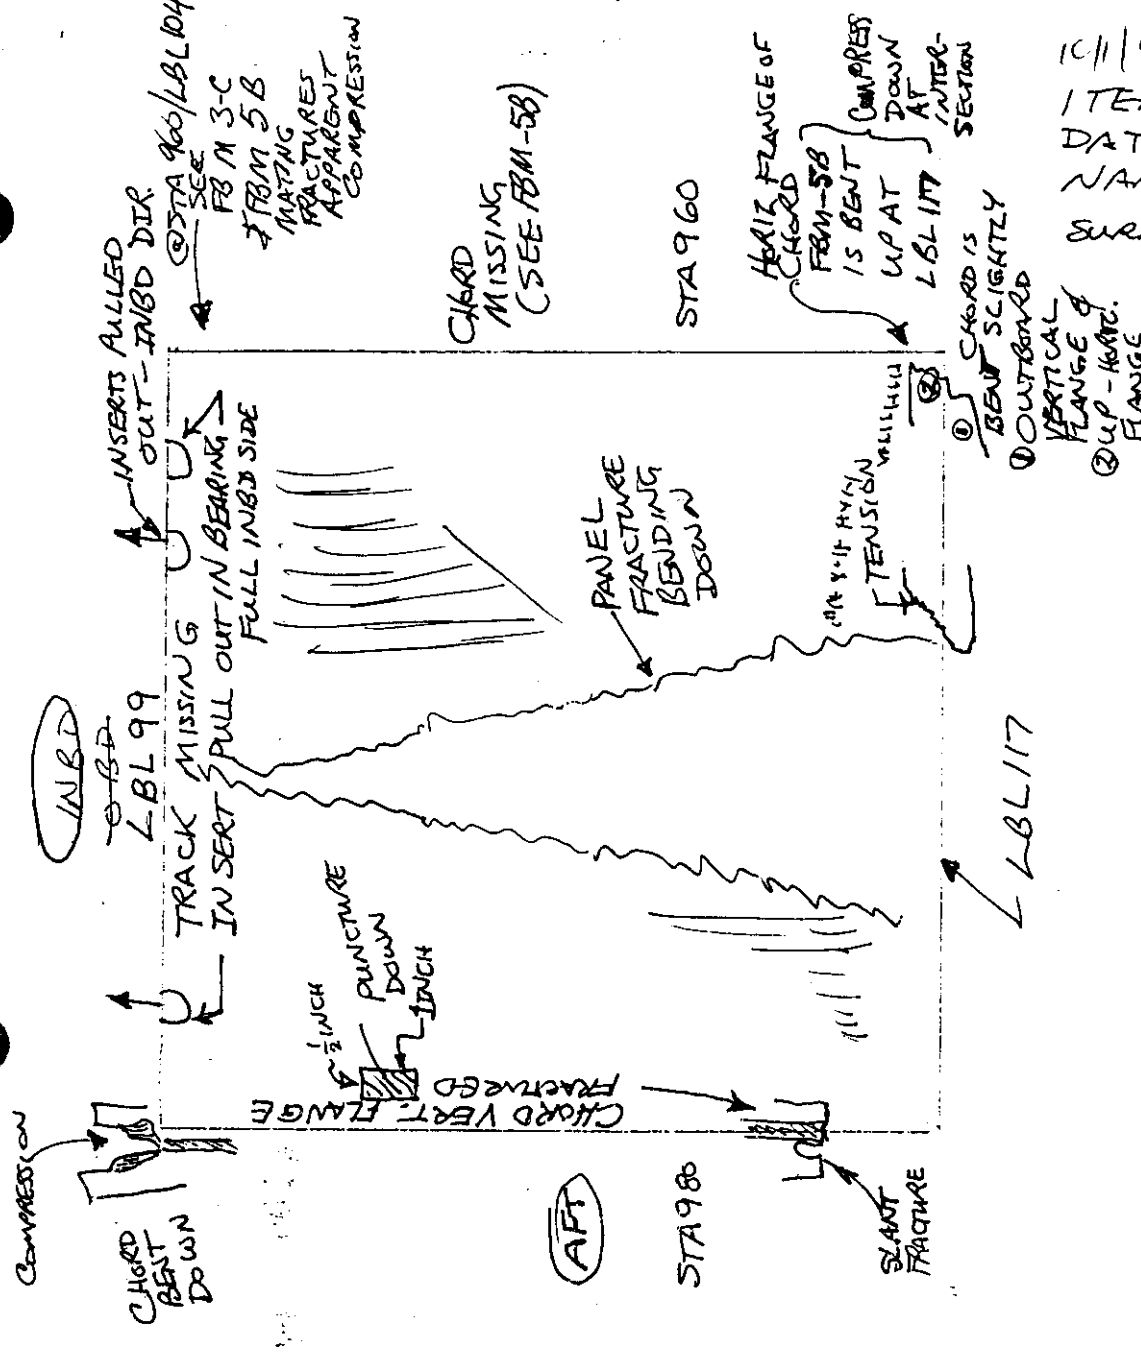 INBD
OBD
LBL 99
TRACK MISSING
INSERT PULL OUT IN BEARING
FULL INBD SIDE
INSERTS PULLED
OUT - INBD DIR.
@ STA 960/LBL 104
SEE
FBM 3-C
& FBM 5B
MATING
FRACTURES
APPARENT
COMPRESSION
CHORD
MISSING
(SEE FBM-5B)
STA 960
HORIZ FLANGE OF
CHORD
FBM-5B
IS BENT
UP AT
LBL 117
COMPRESS
DOWN
AT
INTER-
SECTION
① CHORD IS
BENT SLIGHTLY
① OUTBOARD
VERTICAL
FLANGE &
② UP - HORIZ.
FLANGE
②
PANEL
FRACTURE
BENDING
DOWN
TENSION
LBL 117
~ ½ INCH
PUNCTURE
DOWN
1 INCH
CHORD VERT. FLANGE
FRACTURED
COMPRESSION
CHORD
BENT
DOWN
AFT
STA 980
SLANT
FRACTURE
ITE
DAT
NA
SUR